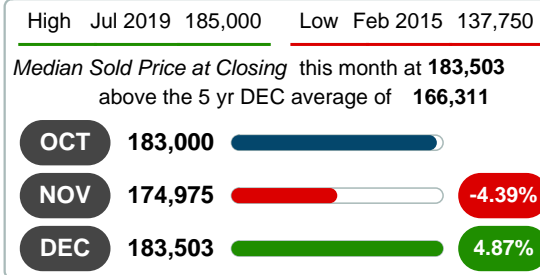 High Jul 2019 185,000 Low Feb 2015 137,750
Median Sold Price at Closing this month at 183,503
above the 5 yr DEC average of 166,311
OCT 183,000
NOV 174,975 -4.39%
DEC 183,503 4.87%